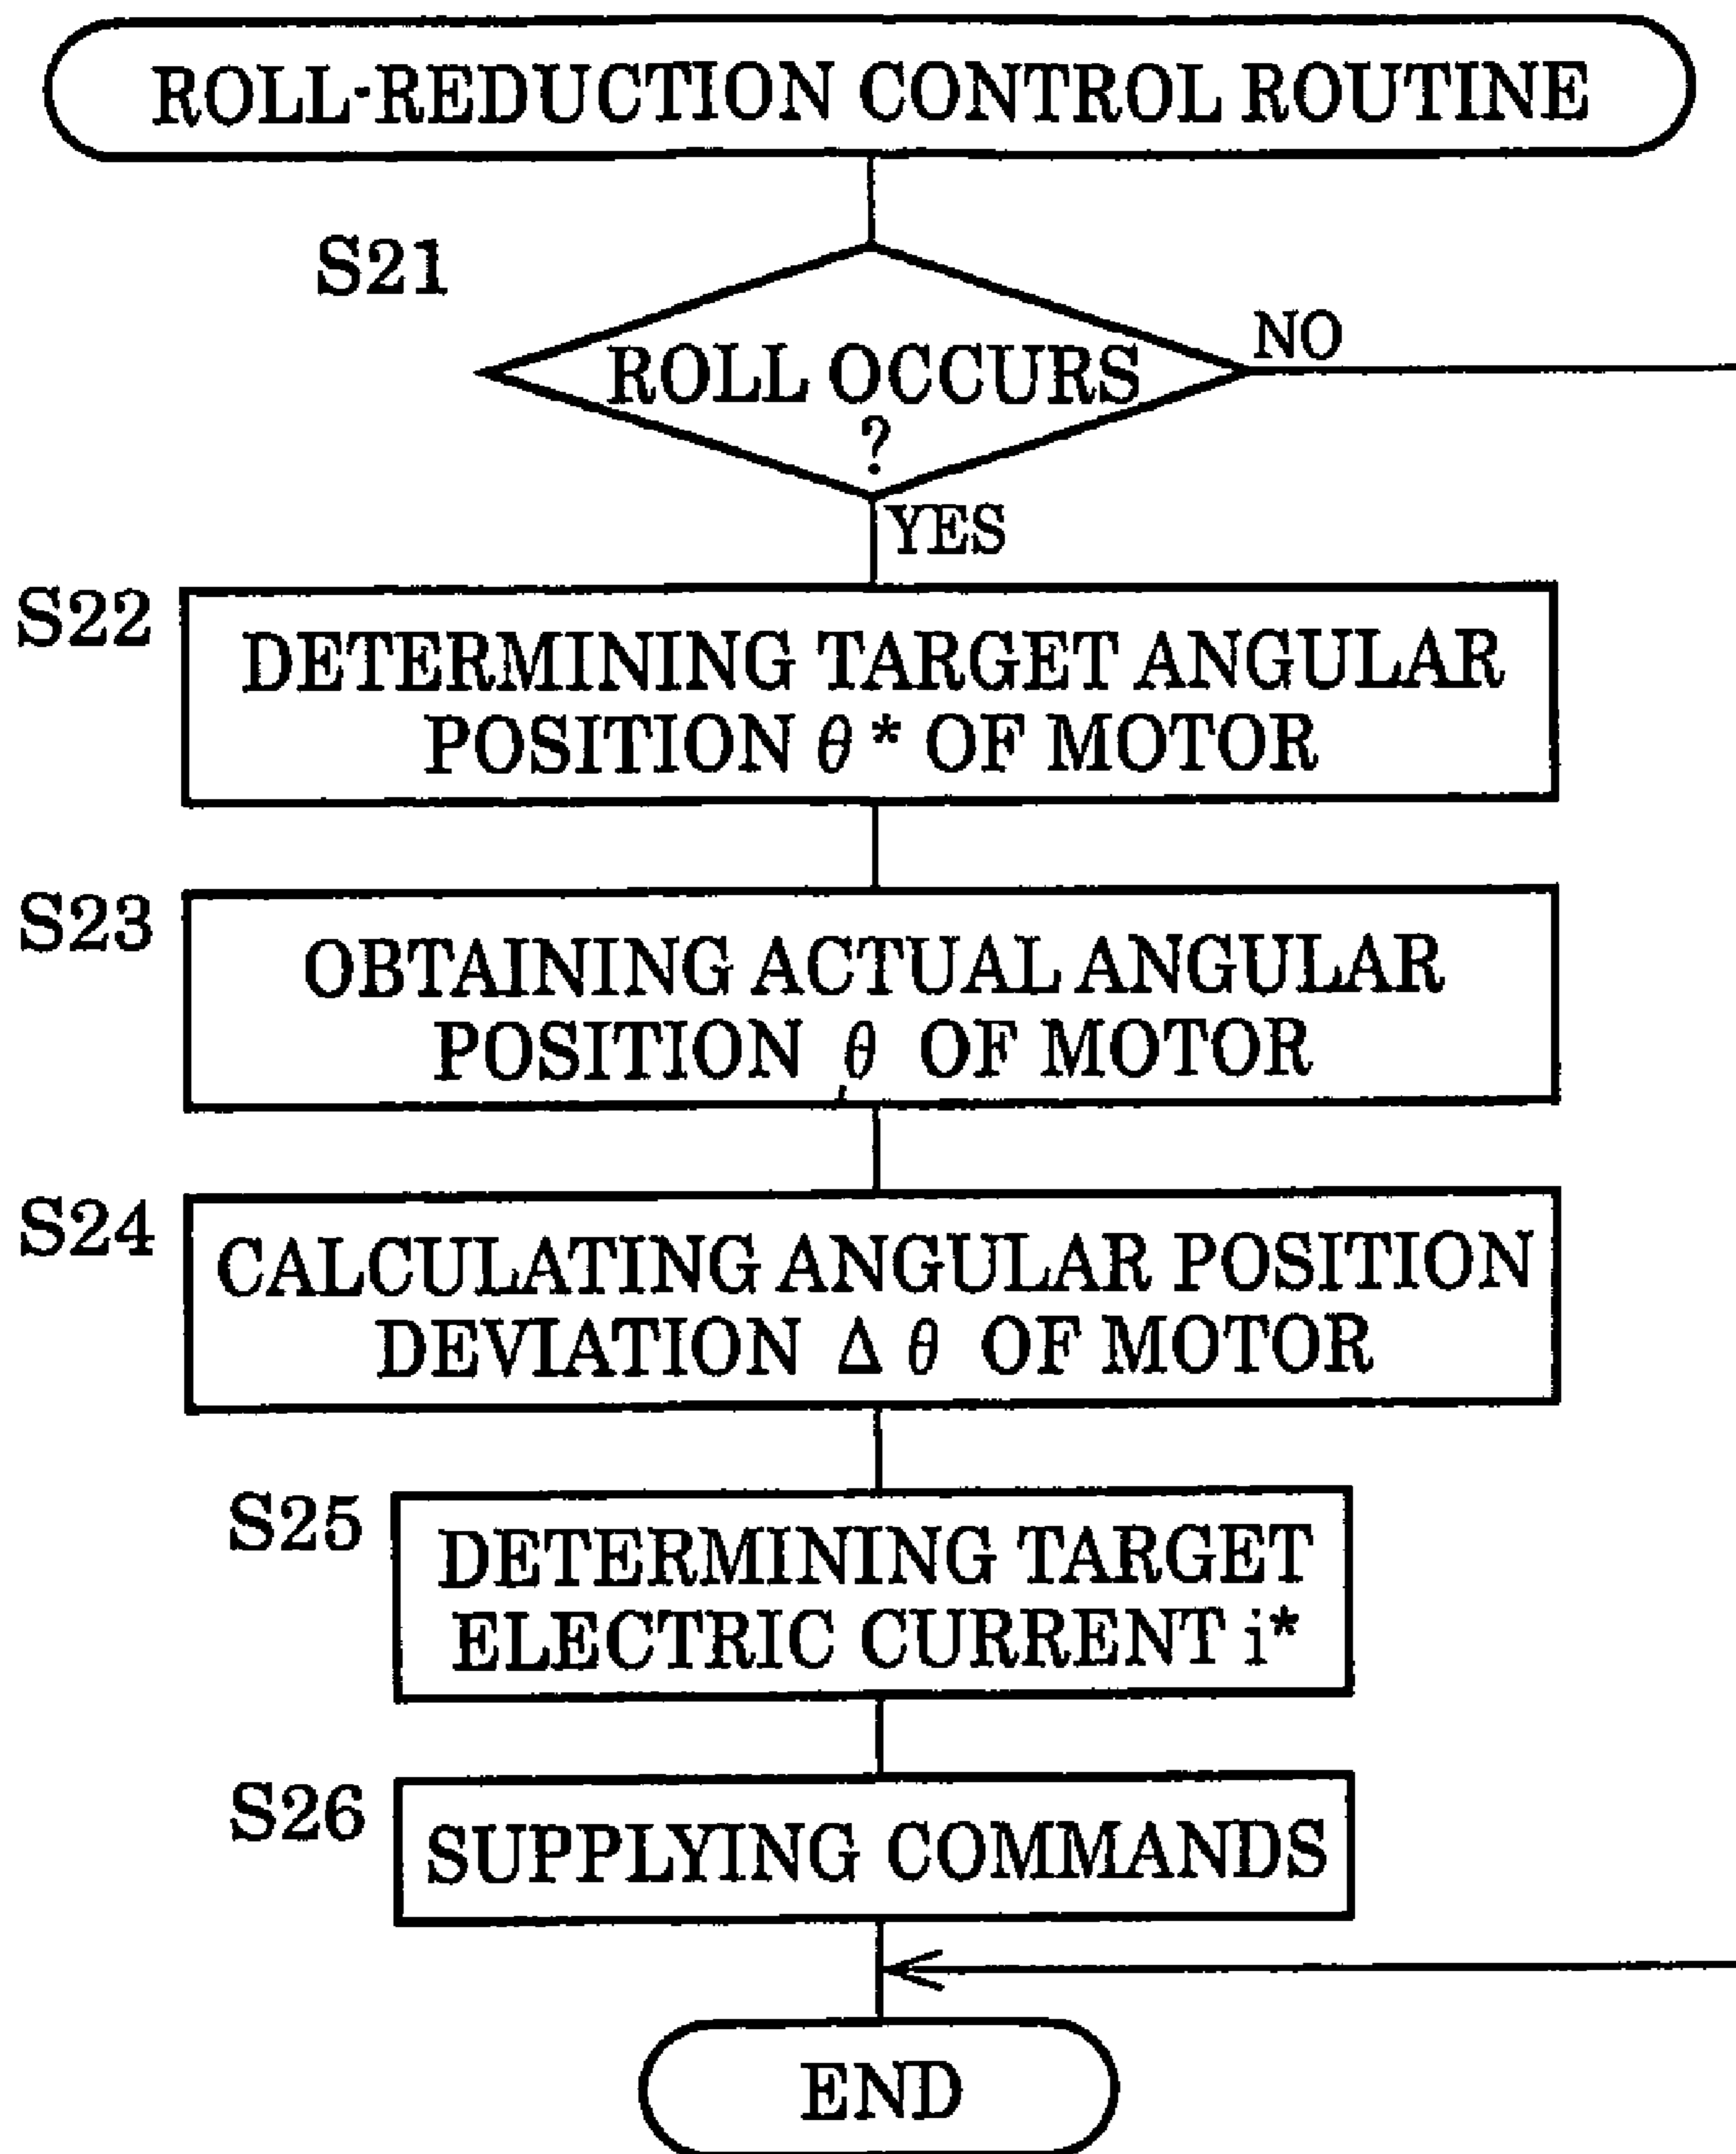 ROLL-REDUCTION CONTROL ROUTINE
S21
ROLL OCCURS
?
NO
YES
S22
DETERMINING TARGET ANGULAR
POSITION θ* OF MOTOR
S23
OBTAINING ACTUAL ANGULAR
POSITION θ OF MOTOR
S24
CALCULATING ANGULAR POSITION
DEVIATION Δ θ OF MOTOR
S25
DETERMINING TARGET
ELECTRIC CURRENT i*
S26
SUPPLYING COMMANDS
END